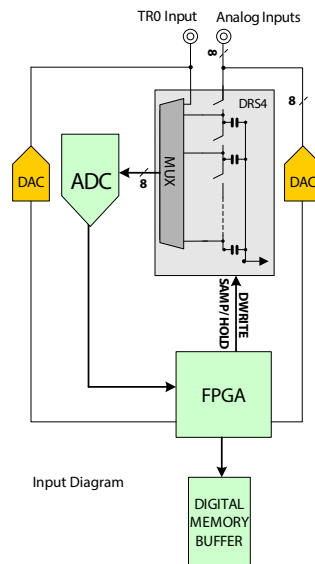 TR0 Input
Analog Inputs
8
DRS4
8
MUX
DAC
ADC
8
DAC
SAMP/HOLD
DWRITE
FPGA
Input Diagram
DIGITAL
MEMORY
BUFFER